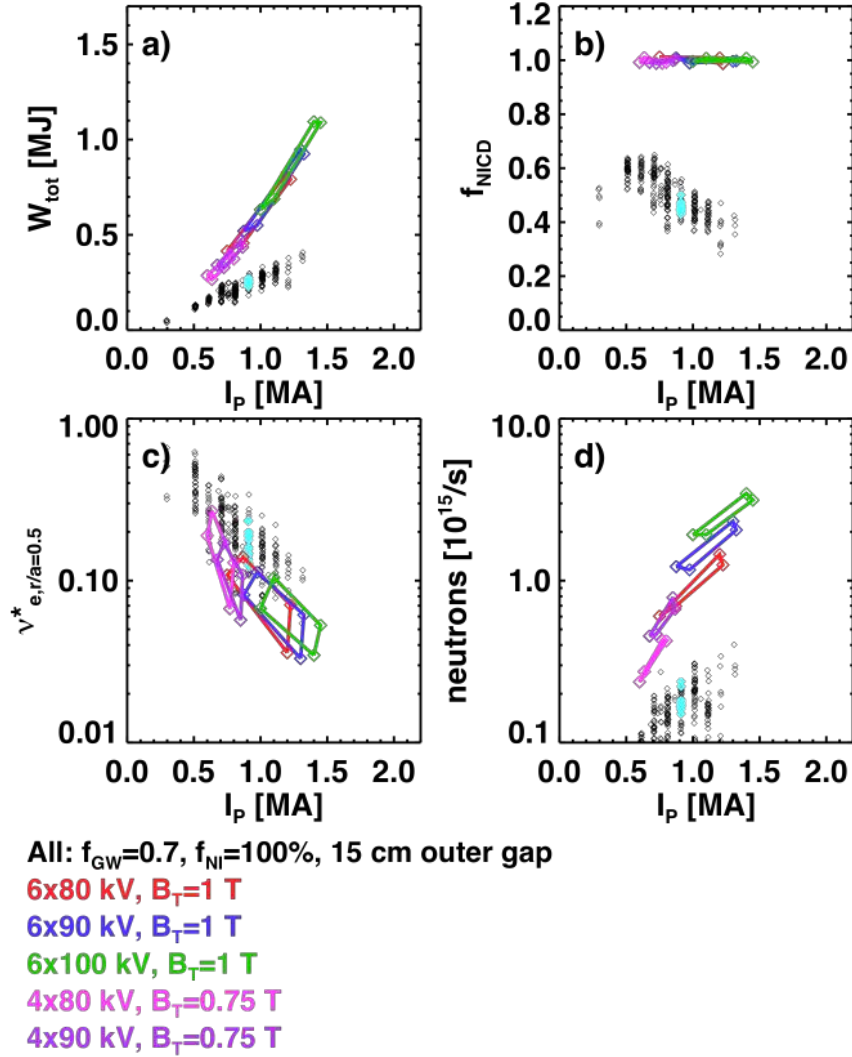 a)
W_tot [MJ]
1.5
1.0
0.5
0.0
0.0 0.5 1.0 1.5 2.0
I_P [MA]
b)
f_NICD
1.2
1.0
0.8
0.6
0.4
0.2
0.0
0.0 0.5 1.0 1.5 2.0
I_P [MA]
c)
ν*_e,r/a=0.5
1.00
0.10
0.01
0.0 0.5 1.0 1.5 2.0
I_P [MA]
d)
neutrons [10^15/s]
10.0
1.0
0.1
0.0 0.5 1.0 1.5 2.0
I_P [MA]
All: f_GW=0.7, f_NI=100%, 15 cm outer gap
6x80 kV, B_T=1 T
6x90 kV, B_T=1 T
6x100 kV, B_T=1 T
4x80 kV, B_T=0.75 T
4x90 kV, B_T=0.75 T